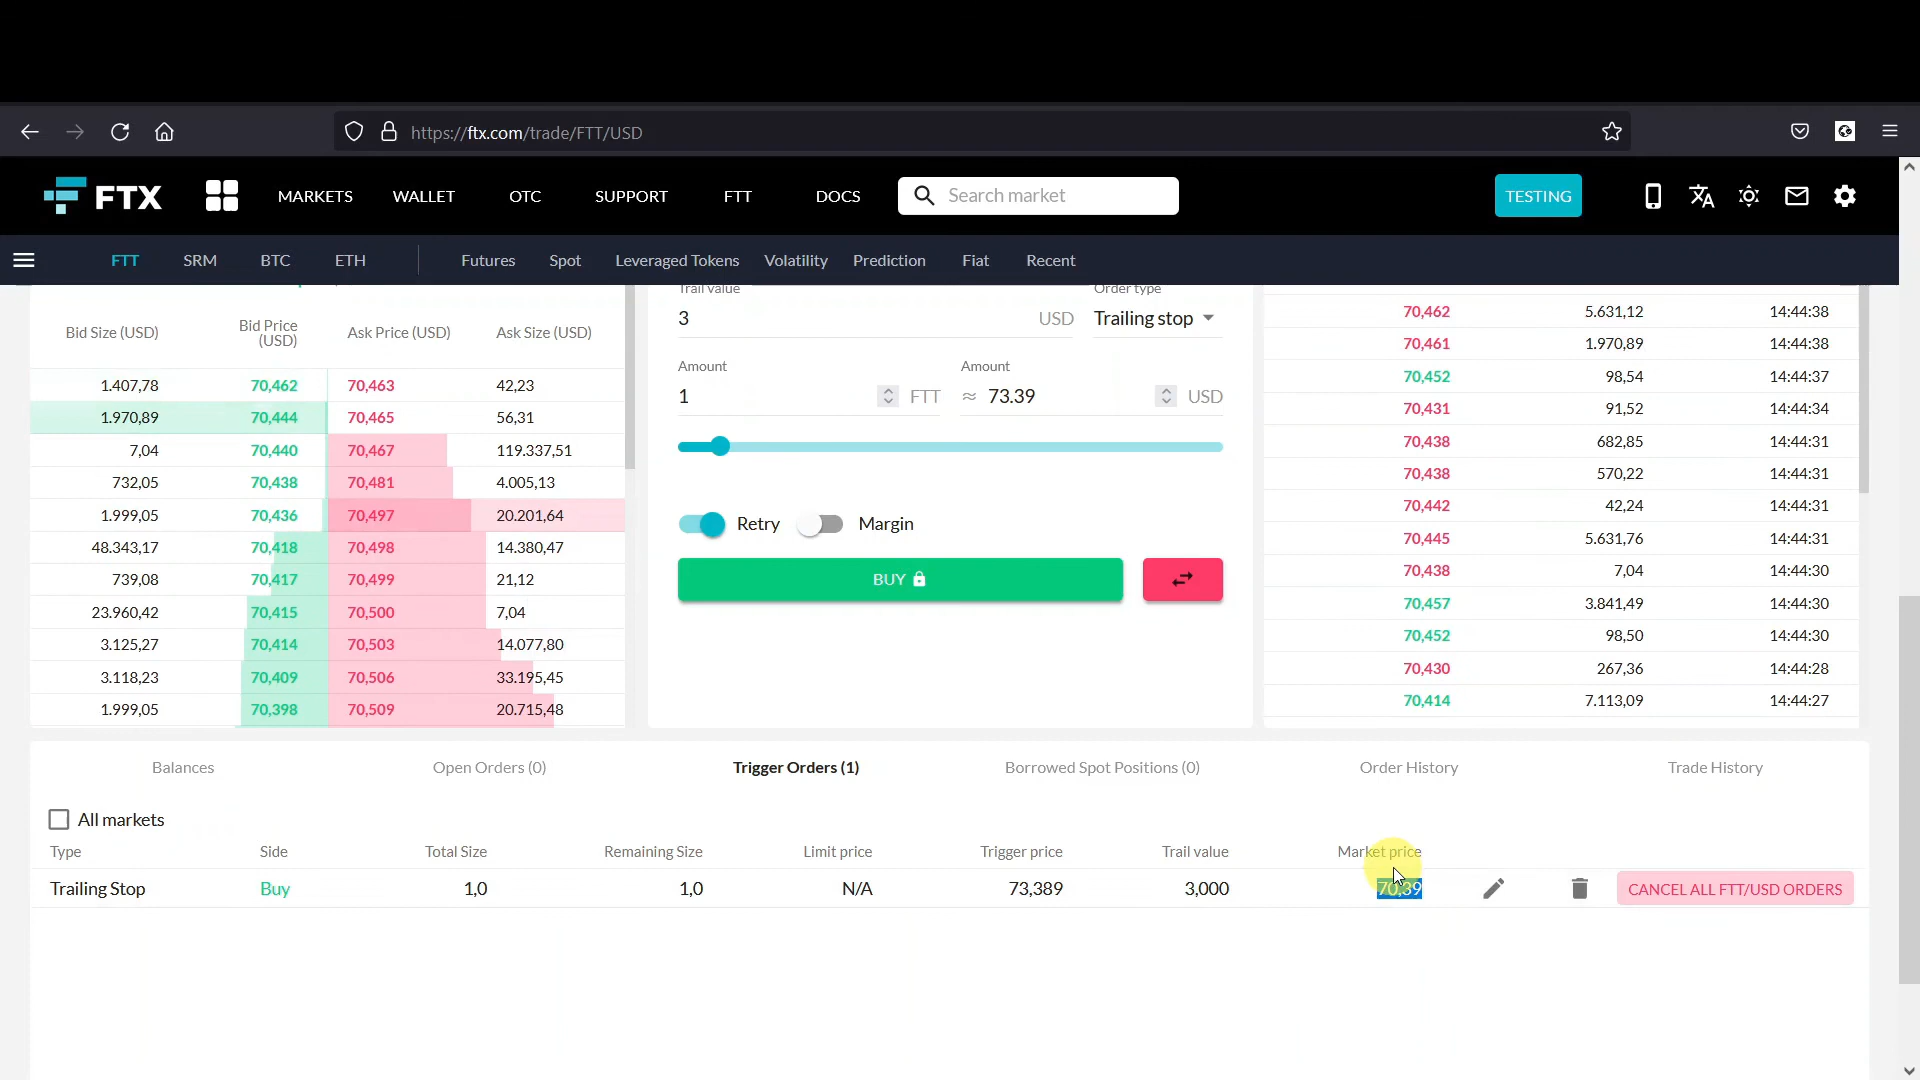 https://ftx.com/trade/FTT/USD
FTX MARKETS WALLET OTC SUPPORT FTT DOCS Search market TESTING
FTT SRM BTC ETH Futures Spot Leveraged Tokens Volatility Prediction Fiat Recent
Bid Size (USD) Bid Price (USD) Ask Price (USD) Ask Size (USD)
1.407,78 70,462 70,463 42,23
1.970,89 70,444 70,465 56,31
7,04 70,440 70,467 119.337,51
732,05 70,438 70,481 4.005,13
1.999,05 70,436 70,497 20.201,64
48.343,17 70,418 70,498 14.380,47
739,08 70,417 70,499 21,12
23.960,42 70,415 70,500 7,04
3.125,27 70,414 70,503 14.077,80
3.118,23 70,409 70,506 33.195,45
1.999,05 70,398 70,509 20.715,48
Trail value Order type
3 USD Trailing stop
Amount Amount
1 FTT ≈ 73.39 USD
Retry Margin
BUY
70,462 5.631,12 14:44:38
70,461 1.970,89 14:44:38
70,452 98,54 14:44:37
70,431 91,52 14:44:34
70,438 682,85 14:44:31
70,438 570,22 14:44:31
70,442 42,24 14:44:31
70,445 5.631,76 14:44:31
70,438 7,04 14:44:30
70,457 3.841,49 14:44:30
70,452 98,50 14:44:30
70,430 267,36 14:44:28
70,414 7.113,09 14:44:27
Balances Open Orders (0) Trigger Orders (1) Borrowed Spot Positions (0) Order History Trade History
All markets
Type Side Total Size Remaining Size Limit price Trigger price Trail value Market price
Trailing Stop Buy 1,0 1,0 N/A 73,389 3,000 70,39 CANCEL ALL FTT/USD ORDERS